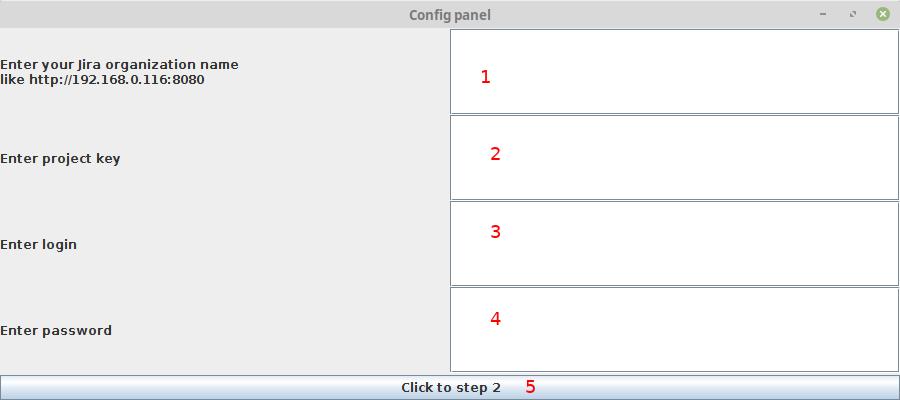 Config panel
Enter your Jira organization name
like http://192.168.0.116:8080
1
Enter project key
2
Enter login
3
Enter password
4
Click to step 2
5